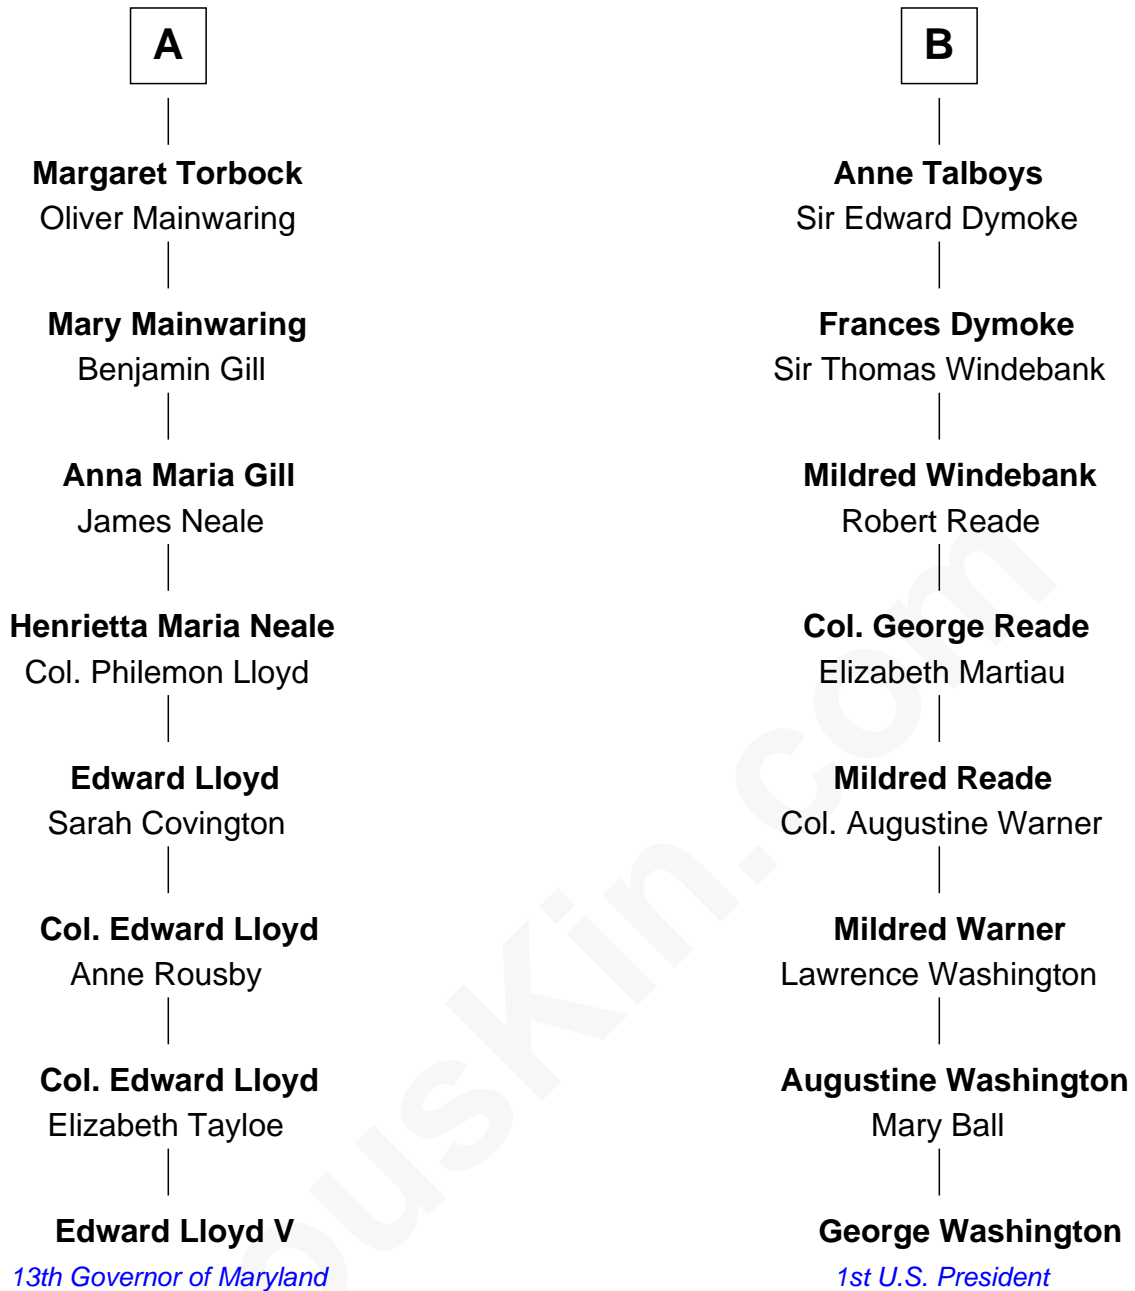 A
Margaret Torbock
Oliver Mainwaring
Mary Mainwaring
Benjamin Gill
Anna Maria Gill
James Neale
Henrietta Maria Neale
Col. Philemon Lloyd
Edward Lloyd
Sarah Covington
Col. Edward Lloyd
Anne Rousby
Col. Edward Lloyd
Elizabeth Tayloe
Edward Lloyd V
13th Governor of Maryland
B
Anne Talboys
Sir Edward Dymoke
Frances Dymoke
Sir Thomas Windebank
Mildred Windebank
Robert Reade
Col. George Reade
Elizabeth Martiau
Mildred Reade
Col. Augustine Warner
Mildred Warner
Lawrence Washington
Augustine Washington
Mary Ball
George Washington
1st U.S. President